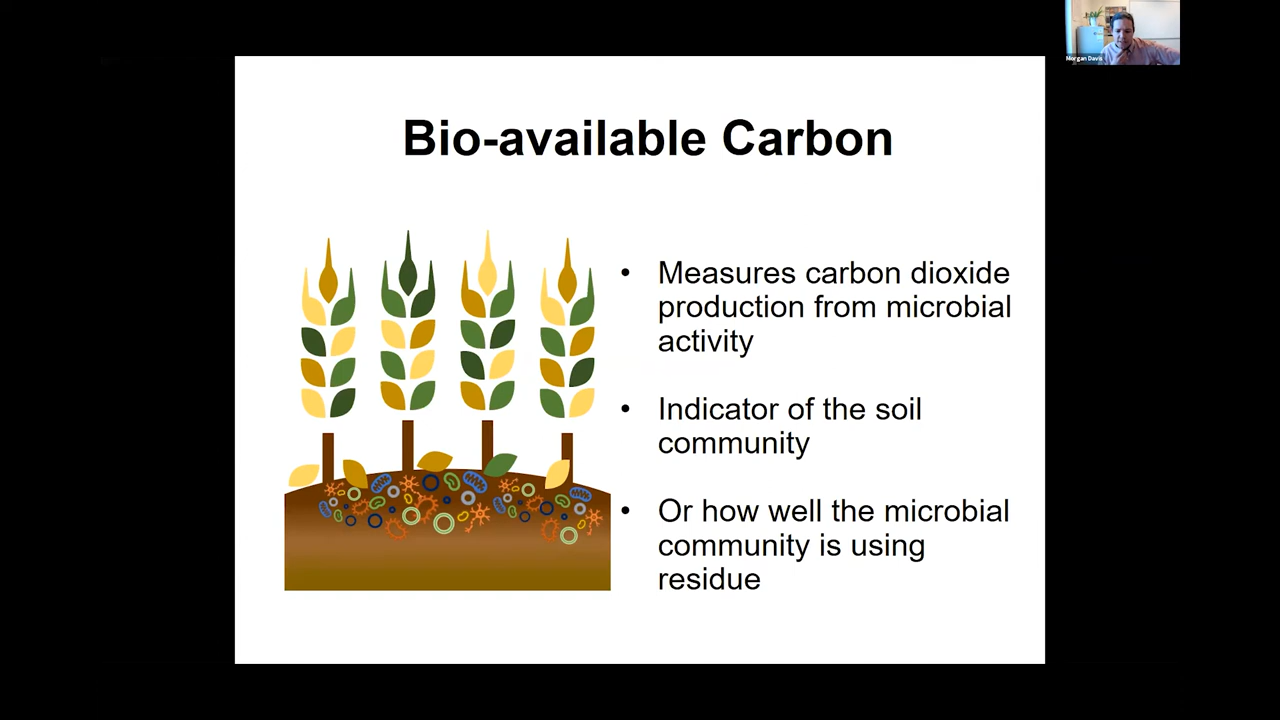 Morgan Davis
Bio-available Carbon
• Measures carbon dioxide
production from microbial
activity
• Indicator of the soil
community
• Or how well the microbial
community is using
residue